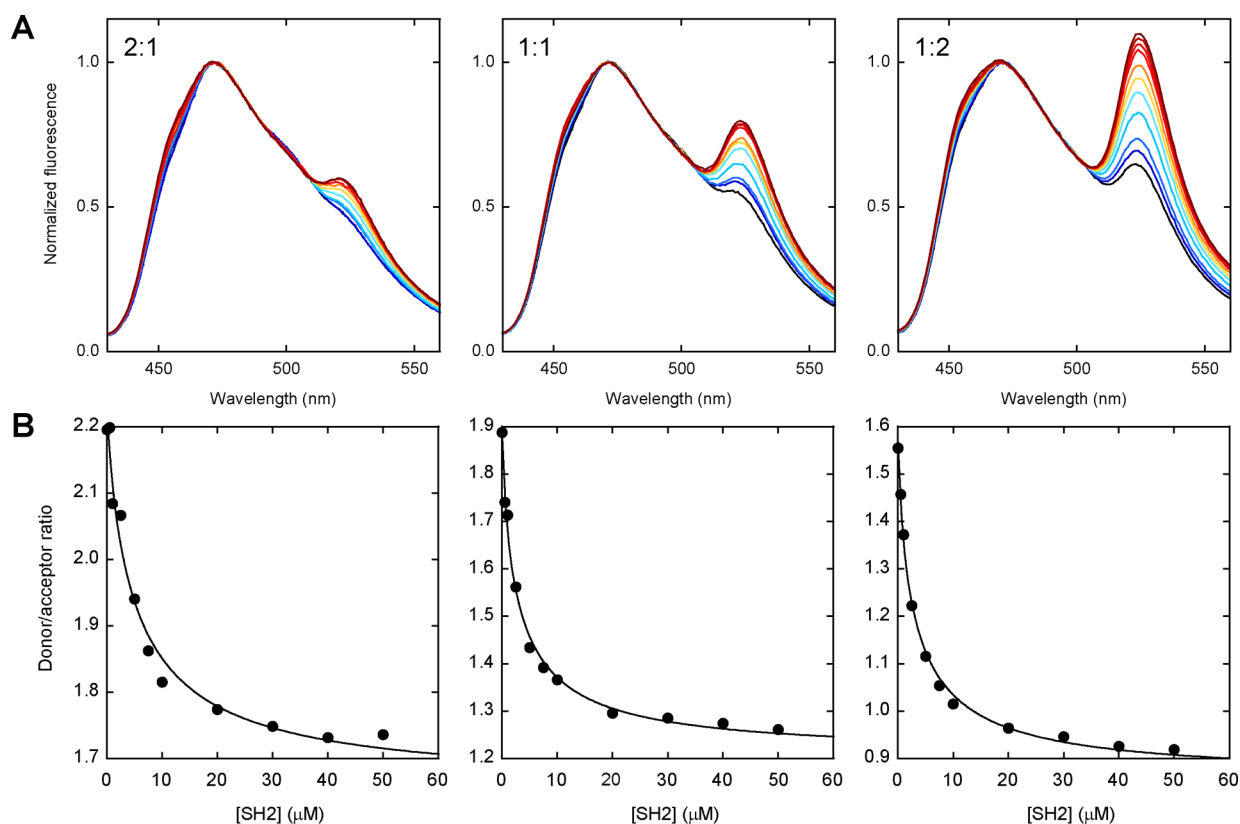 A
2:1
1:1
1:2
Normalized fluorescence
1.0
0.5
0.0
1.0
0.5
0.0
1.0
0.5
0.0
450 500 550
450 500 550
450 500 550
Wavelength (nm)
Wavelength (nm)
Wavelength (nm)
B
Donor/acceptor ratio
2.2
2.1
2.0
1.9
1.8
1.7
1.9
1.8
1.7
1.6
1.5
1.4
1.3
1.2
1.6
1.5
1.4
1.3
1.2
1.1
1.0
0.9
0 10 20 30 40 50 60
0 10 20 30 40 50 60
0 10 20 30 40 50 60
[SH2] (μM)
[SH2] (μM)
[SH2] (μM)